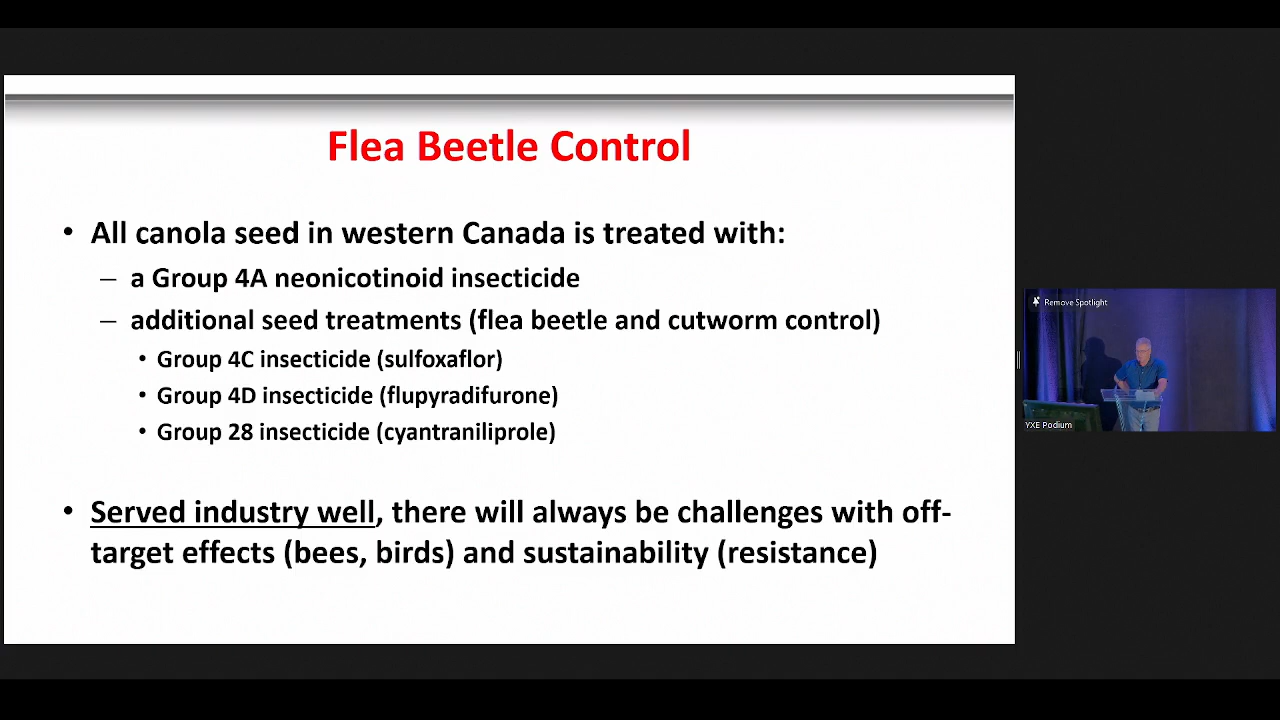 Flea Beetle Control
• All canola seed in western Canada is treated with:
– a Group 4A neonicotinoid insecticide
– additional seed treatments (flea beetle and cutworm control)
• Group 4C insecticide (sulfoxaflor)
• Group 4D insecticide (flupyradifurone)
• Group 28 insecticide (cyantraniliprole)
• Served industry well, there will always be challenges with off-
target effects (bees, birds) and sustainability (resistance)
Remove Spotlight
YXE Podium